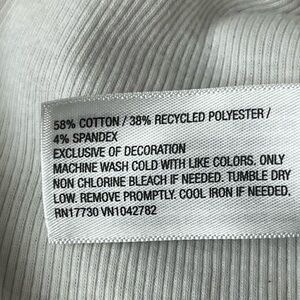 58% COTTON / 38% RECYCLED POLYESTER /
4% SPANDEX
EXCLUSIVE OF DECORATION
MACHINE WASH COLD WITH LIKE COLORS. ONLY
NON CHLORINE BLEACH IF NEEDED. TUMBLE DRY
LOW. REMOVE PROMPTLY. COOL IRON IF NEEDED.
RN17730 VN1042782